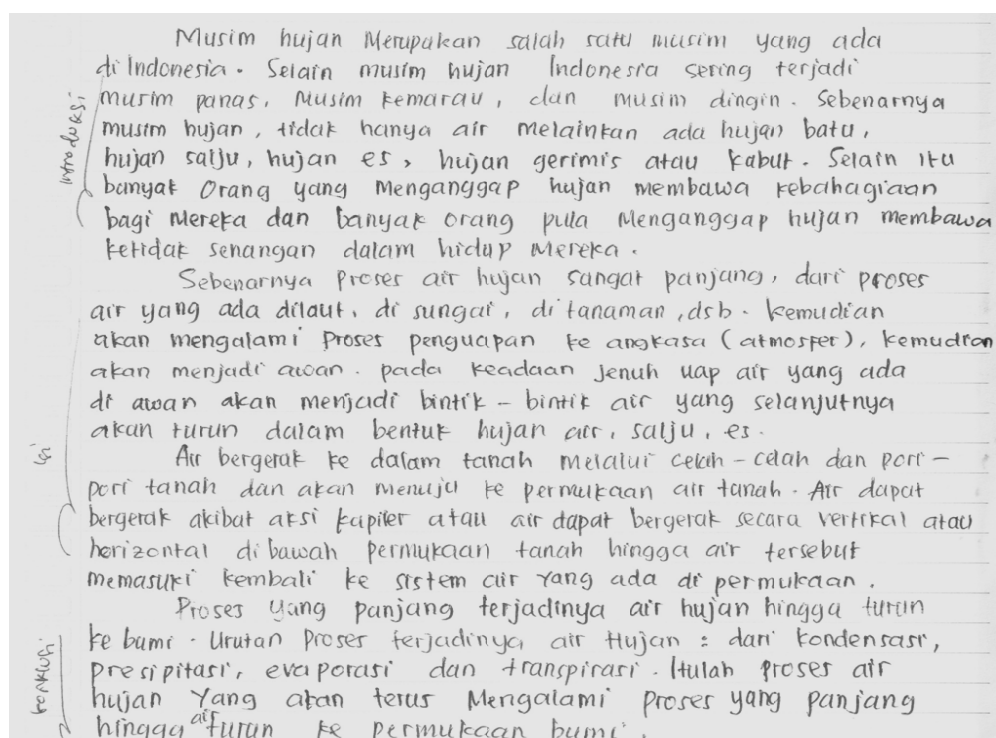 Musim hujan Merupakan salah satu musim yang ada
di Indonesia. Selain musim hujan Indonesia sering terjadi
musim panas, Musim kemarau, dan musim dingin. Sebenarnya
musim hujan, tidak hanya air melainkan ada hujan batu,
hujan salju, hujan es, hujan gerimis atau kabut. Selain itu
banyak Orang yang Menganggap hujan membawa kebahagiaan
bagi Mereka dan banyak orang pula Menganggap hujan membawa
ketidak senangan dalam hidup Mereka.
Introduksi
Sebenarnya Proses air hujan sangat panjang, dari proses
air yang ada dilaut, di sungai, di tanaman, dsb. kemudian
akan mengalami Proses penguapan ke angkasa (atmosfer), kemudian
akan menjadi awan. pada keadaan jenuh uap air yang ada
di awan akan menjadi bintik - bintik air yang selanjutnya
akan turun dalam bentuk hujan air, salju, es.
Air bergerak ke dalam tanah melalui celah - celah dan pori -
pori tanah dan akan menuju ke permukaan air tanah. Air dapat
bergerak akibat aksi kapiler atau air dapat bergerak secara vertikal atau
horizontal dibawah permukaan tanah hingga air tersebut
memasuki kembali ke sistem air Yang ada di permukaan.
isi
Proses Yang panjang terjadinya air hujan hingga turun
ke bumi. Urutan Proses terjadinya air Hujan : dari kondensasi,
presipitasi, evaporasi dan transpirasi. Itulah proses air
hujan Yang akan terus Mengalami Proses yang panjang
hingga air turun ke permukaan bumi.
konklusi